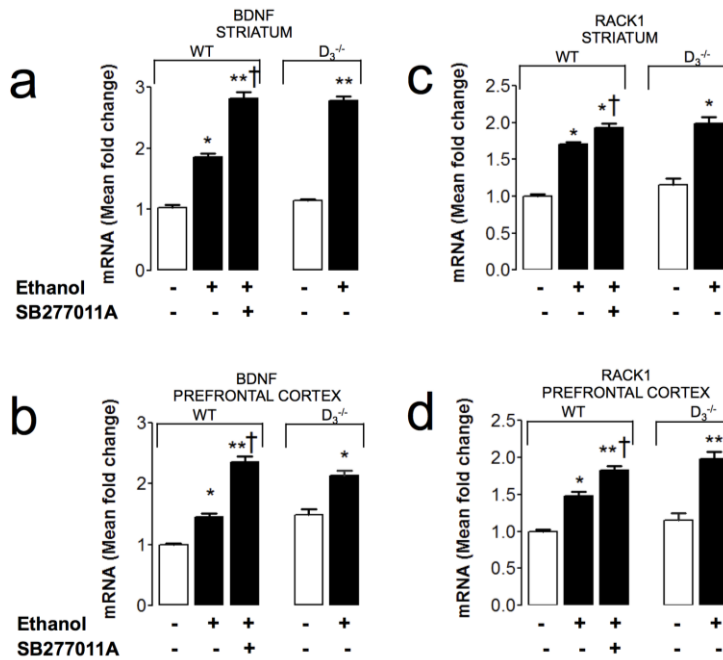 a
BDNF
STRIATUM
WT
D3-/-
mRNA (Mean fold change)
3
2
1
0
*
**†
**
Ethanol - + + - +
SB277011A - - + - -
c
RACK1
STRIATUM
WT
D3-/-
mRNA (Mean fold change)
2.5
2.0
1.5
1.0
0.5
0.0
*
*†
*
- + + - +
- - + - -
b
BDNF
PREFRONTAL CORTEX
WT
D3-/-
mRNA (Mean fold change)
3
2
1
0
*
**†
*
Ethanol - + + - +
SB277011A - - + - -
d
RACK1
PREFRONTAL CORTEX
WT
D3-/-
mRNA (Mean fold change)
2.5
2.0
1.5
1.0
0.5
0.0
*
**†
**
- + + - +
- - + - -